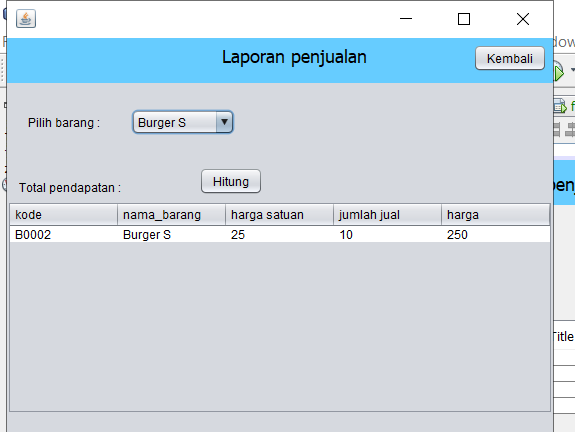 Laporan penjualan
Kembali
Pilih barang :
Burger S
Total pendapatan :
Hitung
kode nama_barang harga satuan jumlah jual harga
B0002 Burger S 25 10 250
Title